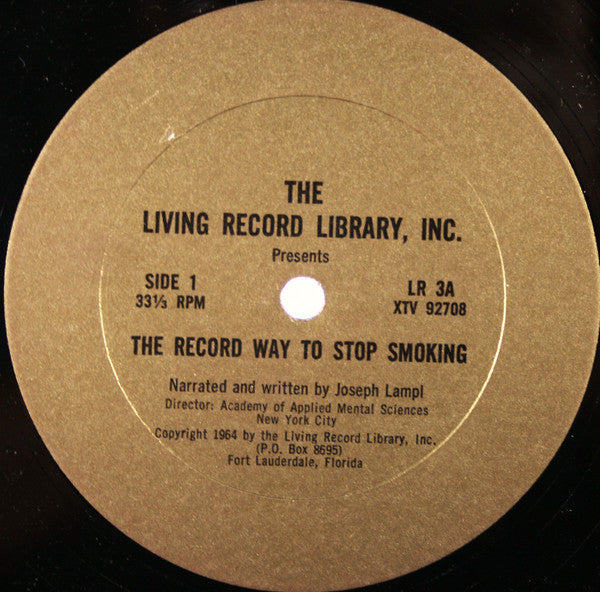 THE
LIVING RECORD LIBRARY, INC.
Presents
SIDE 1
33⅓ RPM
LR 3A
XTV 92708
THE RECORD WAY TO STOP SMOKING
Narrated and written by Joseph Lampl
Director: Academy of Applied Mental Sciences
New York City
Copyright 1964 by the Living Record Library, Inc.
(P.O. Box 8695)
Fort Lauderdale, Florida